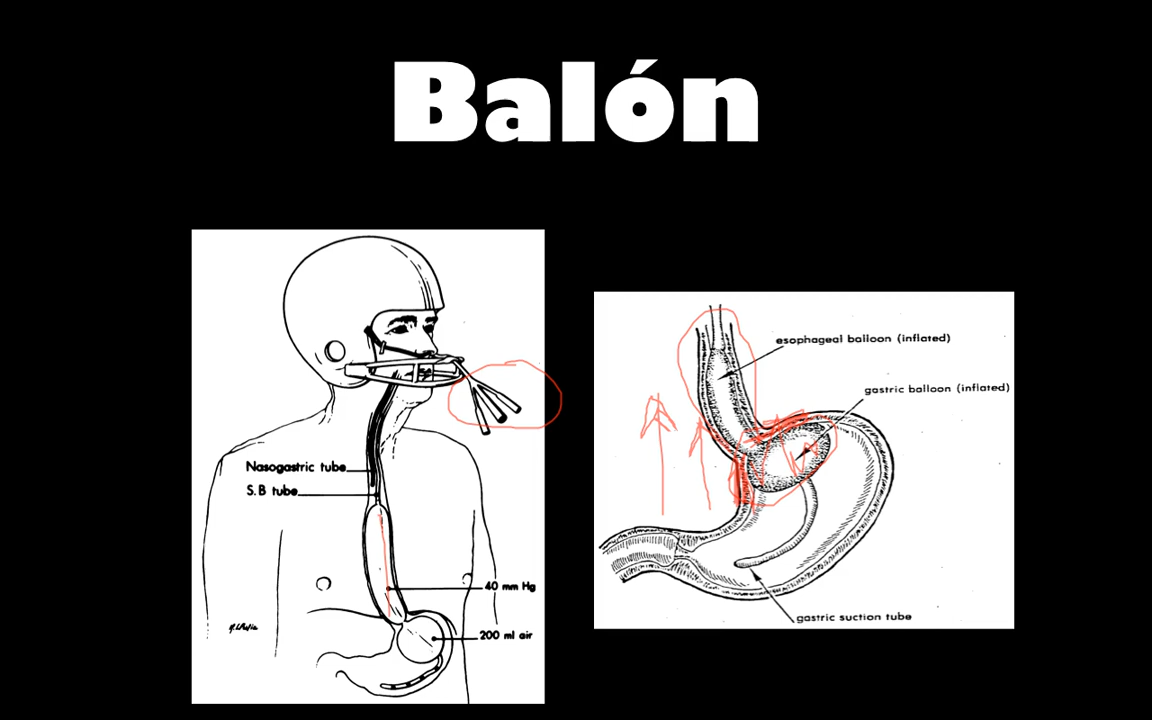 Balón
Nasogastric tube
S.B tube
40 mm Hg
200 ml air
esophageal balloon (inflated)
gastric balloon (inflated)
gastric suction tube